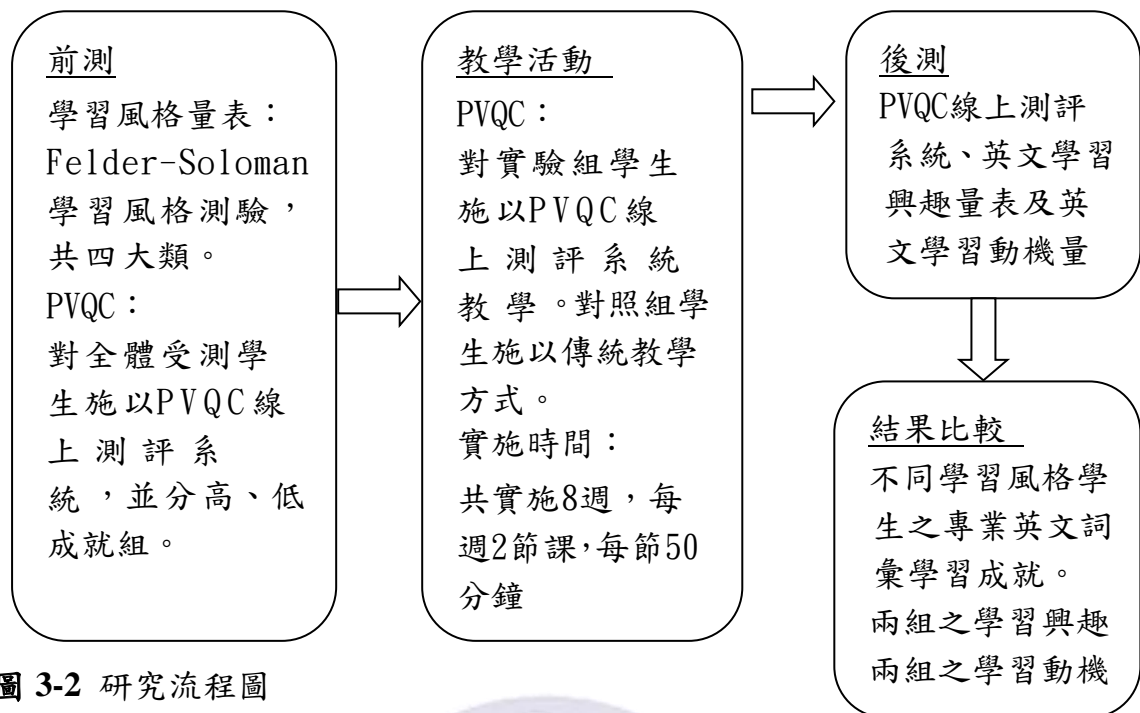 前測
學習風格量表：
Felder-Soloman
學習風格測驗，
共四大類。
PVQC：
對全體受測學
生施以PVQC線
上測評系
統，並分高、低
成就組。
教學活動
PVQC：
對實驗組學生
施以PVQC線
上測評系統
教學。對照組學
生施以傳統教學
方式。
實施時間：
共實施8週，每
週2節課，每節50
分鐘
後測
PVQC線上測評
系統、英文學習
興趣量表及英
文學習動機量
結果比較
不同學習風格學
生之專業英文詞
彙學習成就。
兩組之學習興趣
兩組之學習動機
圖 3-2 研究流程圖